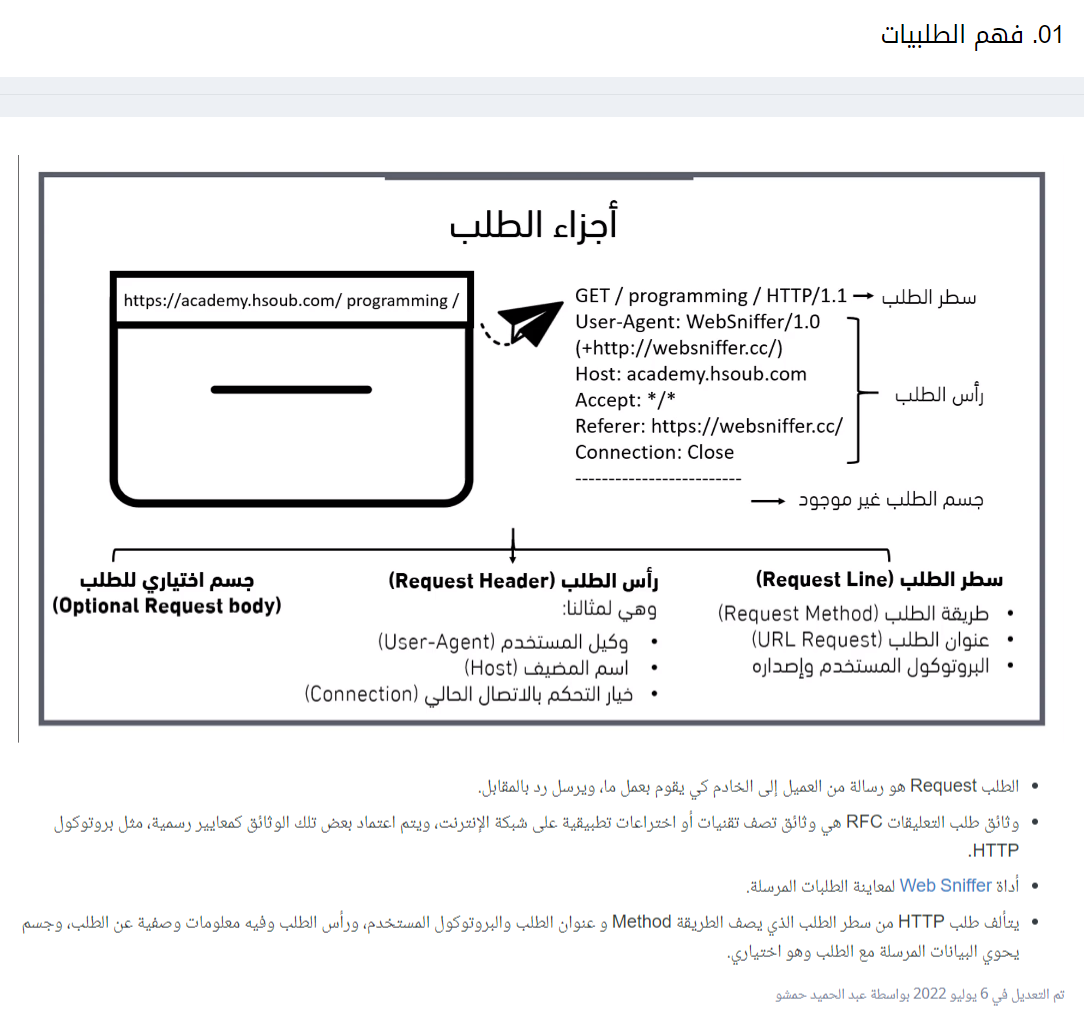 01. فهم الطلبيات
أجزاء الطلب
https://academy.hsoub.com/ programming /
GET / programming / HTTP/1.1
سطر الطلب
User-Agent: WebSniffer/1.0
(+http://websniffer.cc/)
Host: academy.hsoub.com
Accept: */*
Referer: https://websniffer.cc/
Connection: Close
رأس الطلب
--------------------------
جسم الطلب غير موجود
سطر الطلب (Request Line)
• طريقة الطلب (Request Method)
• عنوان الطلب (URL Request)
• البروتوكول المستخدم وإصداره
رأس الطلب (Request Header)
وهي لمثالنا:
• وكيل المستخدم (User-Agent)
• اسم المضيف (Host)
• خيار التحكم بالاتصال الحالي (Connection)
جسم اختياري للطلب
(Optional Request body)
• الطلب Request هو رسالة من العميل إلى الخادم كي يقوم بعمل ما، ويرسل رد بالمقابل.
• وثائق طلب التعليقات RFC هي وثائق تصف تقنيات أو اختراعات تطبيقية على شبكة الإنترنت، ويتم اعتماد بعض تلك الوثائق كمعايير رسمية، مثل بروتوكول
HTTP.
• أداة Web Sniffer لمعاينة الطلبات المرسلة.
• يتألف طلب HTTP من سطر الطلب الذي يصف الطريقة Method و عنوان الطلب والبروتوكول المستخدم، ورأس الطلب وفيه معلومات وصفية عن الطلب، وجسم
يحوي البيانات المرسلة مع الطلب وهو اختياري.
تم التعديل في 6 يوليو 2022 بواسطة عبد الحميد حمشو